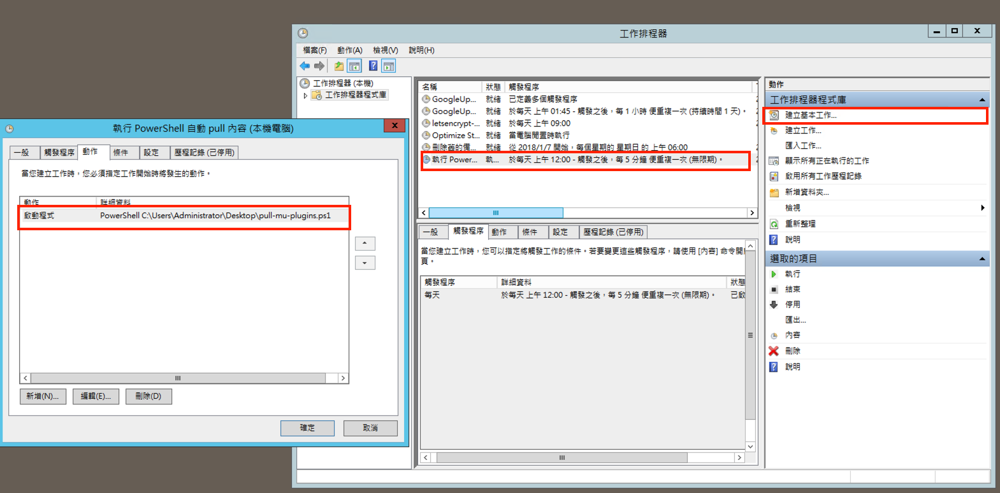 工作排程器
檔案(F) 動作(A) 檢視(V) 說明(H)
工作排程器 (本機)
工作排程器程式庫
名稱 狀態 觸發程序
GoogleUp... 就緒 已定義多個觸發程序
GoogleUp... 就緒 於每天 上午 01:45 - 觸發之後，每 1 小時 便重複一次 (持續時間 1 天)。
letsencrypt-... 就緒 於每天 上午 09:00
Optimize St... 就緒 當電腦閒置時執行
刪除舊的備... 就緒 從 2018/1/7 開始，每個星期的 星期日 的 上午 06:00
執行 Power... 執... 於每天 上午 12:00 - 觸發之後，每 5 分鐘 便重複一次 (無限期)。
一般 觸發程序 動作 條件 設定 歷程記錄 (已停用)
當您建立工作時，您可以指定將觸發工作的條件。若要變更這些觸發程序，請使用 [內容] 命令開
頁。
觸發程序 詳細資料 狀態
每天 於每天 上午 12:00 - 觸發之後，每 5 分鐘 便重複一次 (無限期)。 已啟
動作
工作排程器程式庫
建立基本工作...
建立工作...
匯入工作...
顯示所有正在執行的工作
啟用所有工作歷程記錄
新增資料夾...
檢視
重新整理
說明
選取的項目
執行
結束
停用
匯出...
內容
刪除
說明
執行 PowerShell 自動 pull 內容 (本機電腦)
一般 觸發程序 動作 條件 設定 歷程記錄 (已停用)
當您建立工作時，您必須指定工作開始時將發生的動作。
動作 詳細資料
啟動程式 PowerShell C:\Users\Administrator\Desktop\pull-mu-plugins.ps1
新增(N)... 編輯(E)... 刪除(D)
確定 取消